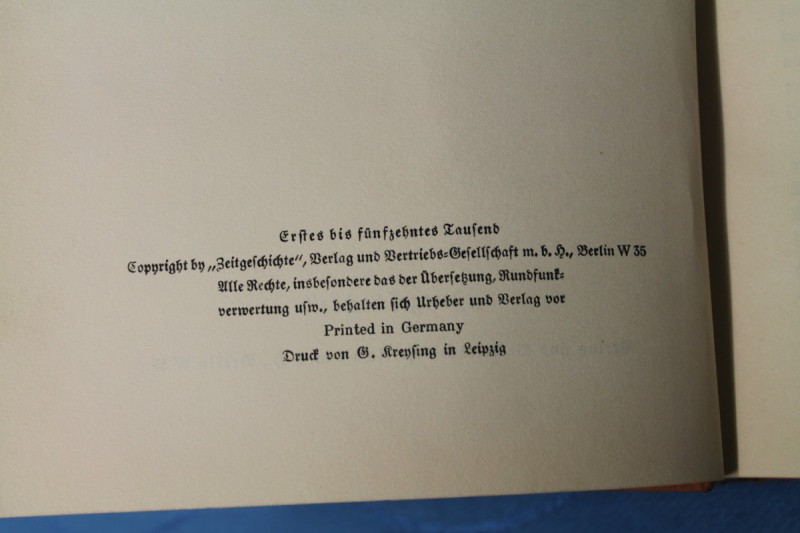 Erstes bis fünfzehntes Tausend
Copyright by „Zeitgeschichte“, Verlag und Vertriebs-Gesellschaft m. b. H., Berlin W 35
Alle Rechte, insbesondere das der Übersetzung, Rundfunk-
verwertung usw., behalten sich Urheber und Verlag vor
Printed in Germany
Druck von G. Kreysing in Leipzig